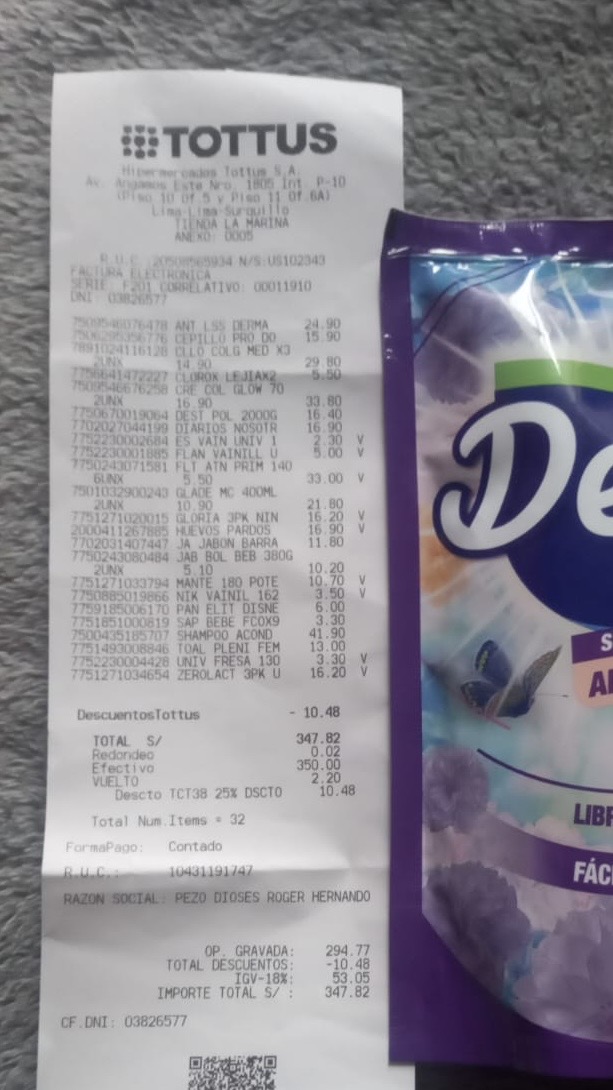 TOTTUS
Hipermercados Tottus S.A.
Av. Angamos Este Nro. 1805 Int. P-10
(Piso 10 Of.5 y Piso 11 Of.6A)
Lima-Lima-Surquillo
TIENDA LA MARINA
ANEXO: 0005
R.U.C.:20508565934 N/S:US102343
FACTURA ELECTRONICA
SERIE: F201 CORRELATIVO: 00011910
DNI: 03826577
7509546076478 ANT LSS DERMA 24.90
7506295356776 CEPILLO PRO DO 15.90
7891024116128 CLLO COLG MED X3
2UNX 14.90 29.80
7756641472227 CLOROX LEJIAX2 5.50
7509546676258 CRE COL GLOW 70
2UNX 16.90 33.80
7750670019064 DEST POL 2000G 16.40
7702027044199 DIARIOS NOSOTR 16.90
7752230002684 ES VAIN UNIV 1 2.30 V
7752230001885 FLAN VAINILL U 5.00 V
7750243071581 FLT ATN PRIM 140
6UNX 5.50 33.00 V
7501032900243 GLADE MC 400ML
2UNX 10.90 21.80
7751271020015 GLORIA 3PK NIN 16.20 V
2000411267885 HUEVOS PARDOS 16.90 V
7702031407447 JA JABON BARRA 11.80
7750243080484 JAB BOL BEB 380G
2UNX 5.10 10.20
7751271033794 MANTE 180 POTE 10.70 V
7750885019866 NIK VAINIL 162 3.50 V
7759185006170 PAN ELIT DISNE 6.00
7751851000819 SAP BEBE FCOX9 3.30
7500435185707 SHAMPOO ACOND 41.90
7751493008846 TOAL PLENI FEM 13.00
7752230004428 UNIV FRESA 130 3.30 V
7751271034654 ZEROLACT 3PK U 16.20 V
DescuentosTottus - 10.48
TOTAL S/ 347.82
Redondeo 0.02
Efectivo 350.00
VUELTO 2.20
Descto TCT38 25% DSCTO 10.48
Total Num.Items = 32
FormaPago: Contado
R.U.C.: 10431191747
RAZON SOCIAL: PEZO DIOSES ROGER HERNANDO
OP. GRAVADA: 294.77
TOTAL DESCUENTOS: -10.48
IGV-18%: 53.05
IMPORTE TOTAL S/ : 347.82
CF.DNI: 03826577
De
S
LIBR
FÁCI